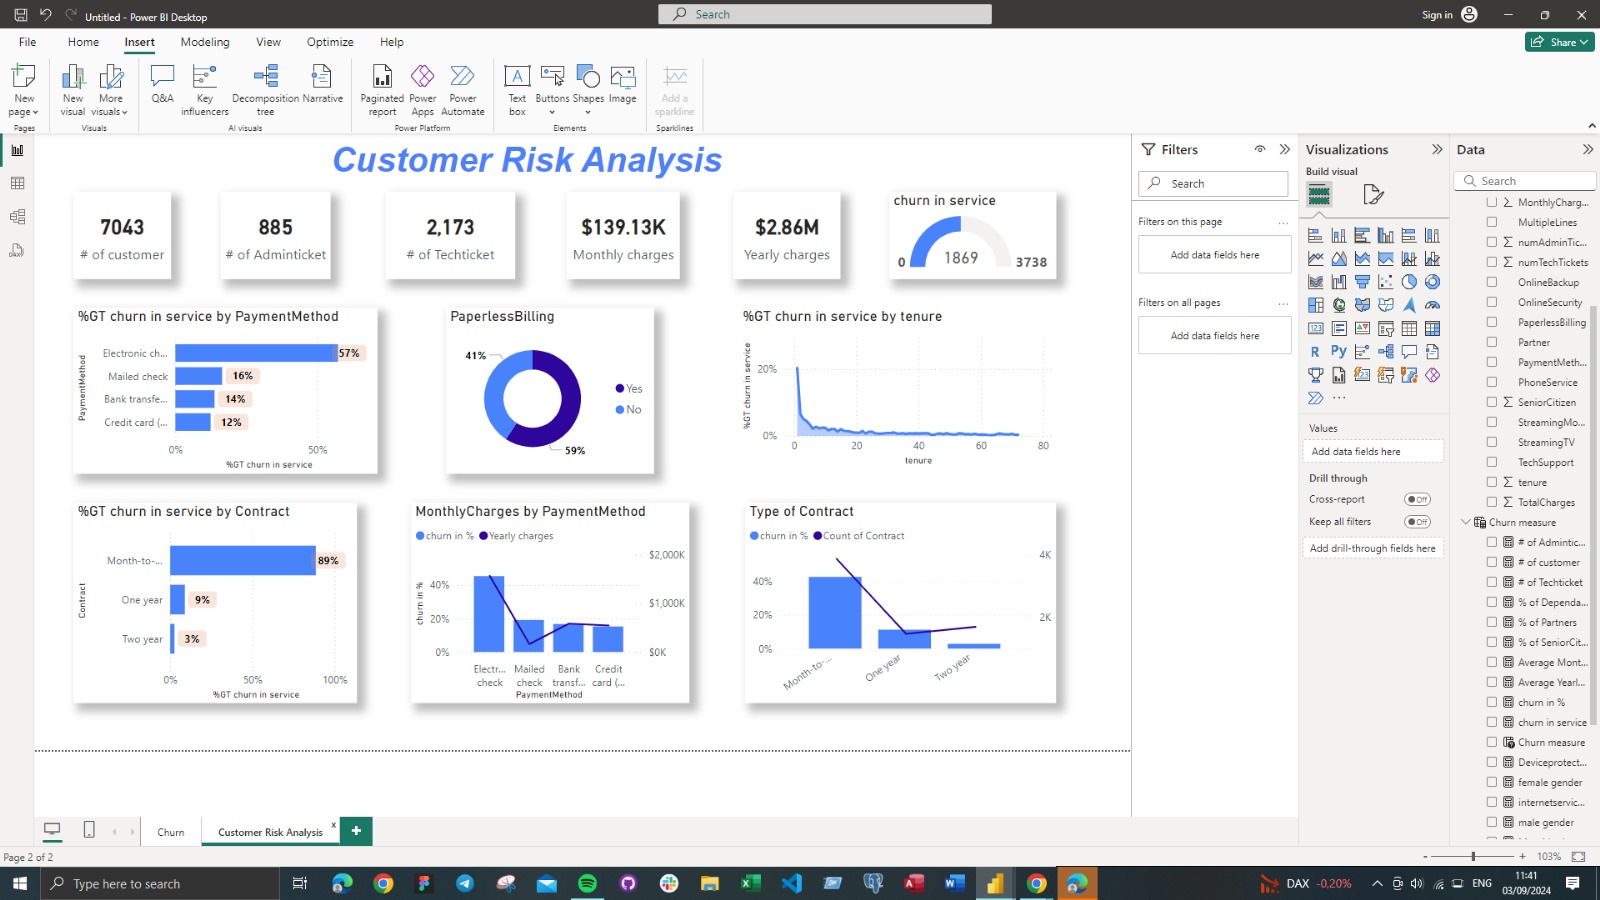 Untitled - Power BI Desktop
Search
Sign in
File Home Insert Modeling View Optimize Help
Share
New page
New visual
More visuals
Q&A
Key influencers
Decomposition tree
Narrative
Paginated report
Power Apps
Power Automate
Text box
Buttons
Shapes
Image
Add a sparkline
Pages
Visuals
AI visuals
Power Platform
Elements
Sparklines
Customer Risk Analysis
7043
# of customer
885
# of Adminticket
2,173
# of Techticket
$139.13K
Monthly charges
$2.86M
Yearly charges
churn in service
0
1869
3738
%GT churn in service by PaymentMethod
PaymentMethod
Electronic ch...
57%
Mailed check
16%
Bank transfe...
14%
Credit card (...
12%
0%
50%
%GT churn in service
PaperlessBilling
41%
59%
Yes
No
%GT churn in service by tenure
%GT churn in service
20%
0%
0
20
40
60
80
tenure
%GT churn in service by Contract
Contract
Month-to-...
89%
One year
9%
Two year
3%
0%
50%
100%
%GT churn in service
MonthlyCharges by PaymentMethod
churn in %
Yearly charges
churn in %
40%
20%
0%
$2,000K
$1,000K
$0K
Electr... check
Mailed check
Bank transf...
Credit card (...
PaymentMethod
Type of Contract
churn in %
Count of Contract
40%
20%
0%
4K
2K
Month-to-...
One year
Two year
Filters
Search
Filters on this page
...
Add data fields here
Filters on all pages
...
Add data fields here
Visualizations
Build visual
123
R
Py
...
Values
Add data fields here
Drill through
Cross-report
Off
Keep all filters
Off
Add drill-through fields here
Data
Search
MonthlyCharg...
MultipleLines
numAdminTic...
numTechTickets
OnlineBackup
OnlineSecurity
PaperlessBilling
Partner
PaymentMeth...
PhoneService
SeniorCitizen
StreamingMo...
StreamingTV
TechSupport
tenure
TotalCharges
Churn measure
# of Admintic...
# of customer
# of Techticket
% of Dependa...
% of Partners
% of SeniorCit...
Average Mont...
Average Yearl...
churn in %
churn in service
Churn measure
Deviceprotect...
female gender
internetservic...
male gender
Churn
Customer Risk Analysis
x
+
Page 2 of 2
- + 103%
Type here to search
DAX -0,20%
ENG
11:41
03/09/2024